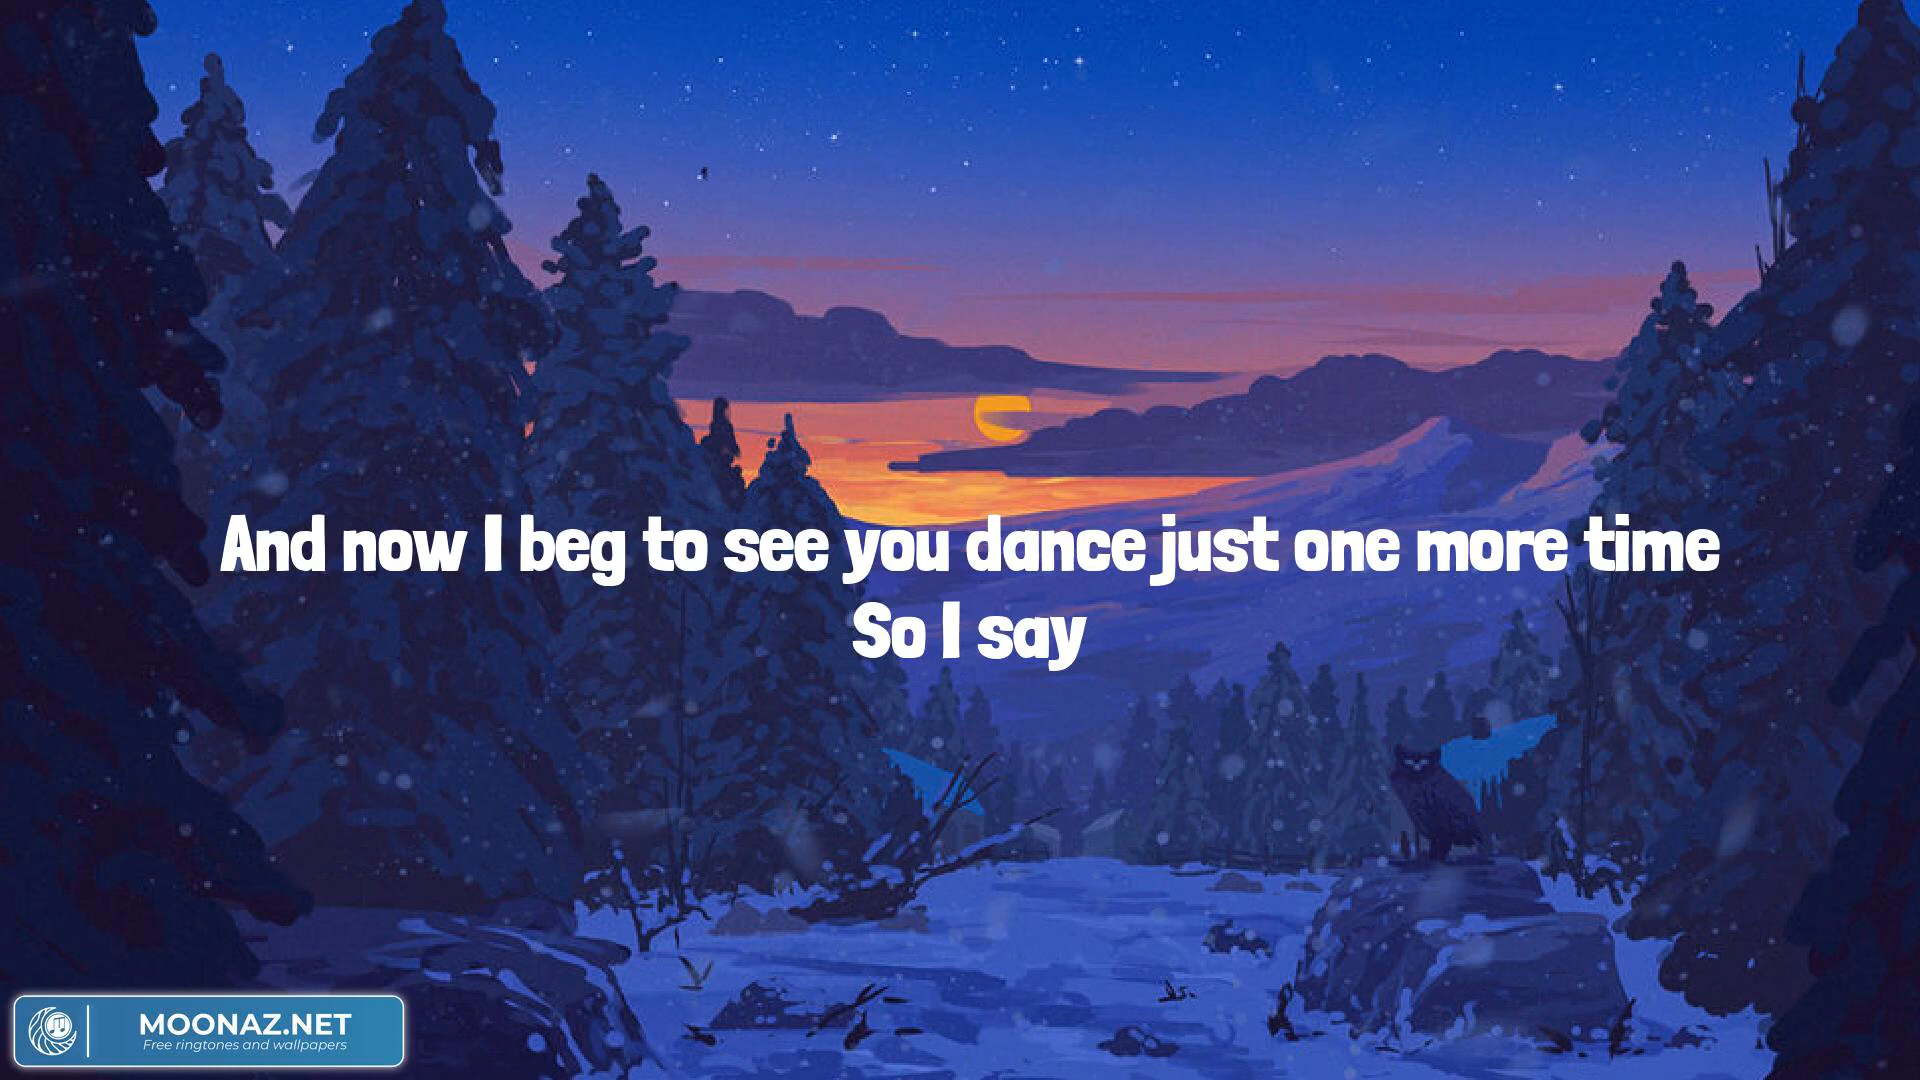 And now I beg to see you dance just one more time
So I say
MOONAZ.NET
Free ringtones and wallpapers